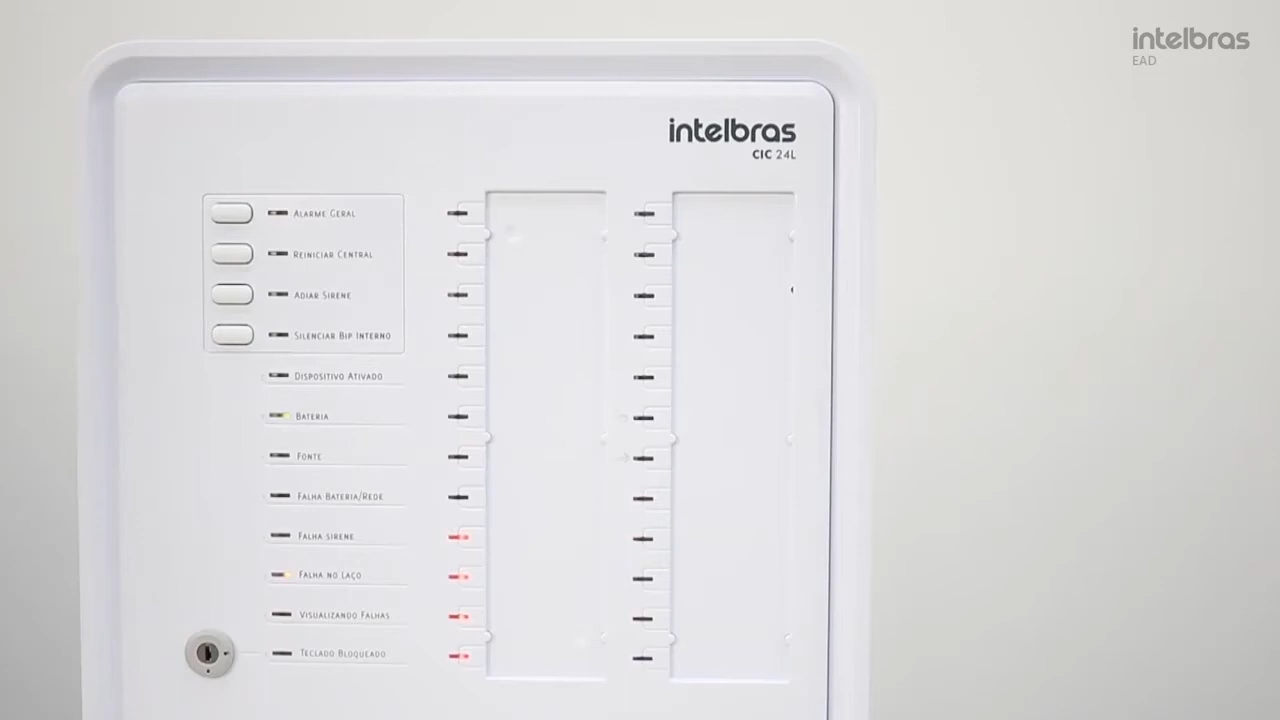 intelbras
EAD
intelbras
CIC 24L
ALARME GERAL
REINICIAR CENTRAL
ADIAR SIRENE
SILENCIAR BIP INTERNO
DISPOSITIVO ATIVADO
BATERIA
FONTE
FALHA BATERIA/REDE
FALHA SIRENE
FALHA NO LAÇO
VISUALIZANDO FALHAS
TECLADO BLOQUEADO